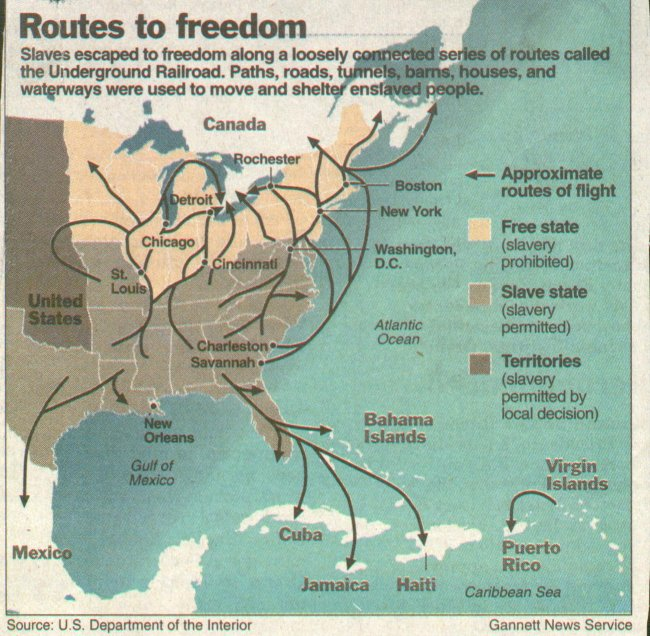 Routes to freedom
Slaves escaped to freedom along a loosely connected series of routes called
the Underground Railroad. Paths, roads, tunnels, barns, houses, and
waterways were used to move and shelter enslaved people.
Canada
Rochester
Detroit
Boston
New York
Chicago
Cincinnati
Washington,
D.C.
St.
Louis
United
States
Charleston
Savannah
Atlantic
Ocean
New
Orleans
Gulf of
Mexico
Bahama
Islands
Virgin
Islands
Mexico
Cuba
Jamaica
Haiti
Puerto
Rico
Caribbean Sea
Approximate
routes of flight
Free state
(slavery
prohibited)
Slave state
(slavery
permitted)
Territories
(slavery
permitted by
local decision)
Source: U.S. Department of the Interior
Gannett News Service